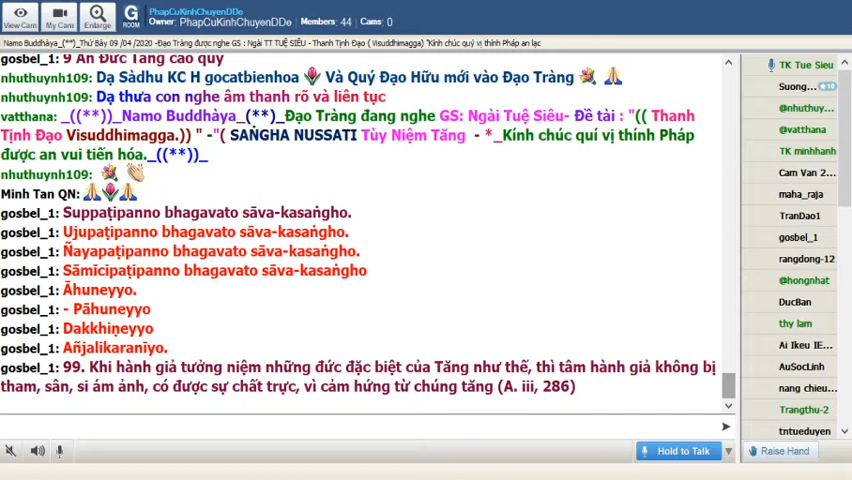 View Cam
My Cam
Enlarge
G
ROOM
PhapCuKinhChuyenDDe
Owner: PhapCuKinhChuyenDDe Members: 44 Cams: 0
Namo Buddhàya_(**)_Thứ Bảy 09 /04 /2020 -Đạo Tràng được nghe GS : Ngài TT TUỆ SIÊU - Thanh Tịnh Đạo ( Visuddhimagga) "Kính chúc quý vị thính Pháp an lạc
gosbel_1: 9 Ân Đức Tăng cao quý
nhuthuynh109: Dạ Sàdhu KC H gocatbienhoa 🌷 Và Quý Đạo Hữu mới vào Đạo Tràng 💐 🙏
nhuthuynh109: Dạ thưa con nghe âm thanh rõ và liên tục
vatthana: _((**))_Namo Buddhàya_(**)_Đạo Tràng đang nghe GS: Ngài Tuệ Siêu- Đề tài : "(( Thanh
Tịnh Đạo Visuddhimagga.)) " -"( SAṄGHA NUSSATI Tùy Niệm Tăng - *_Kính chúc quí vị thính Pháp
được an vui tiến hóa._((**))_
nhuthuynh109: 💐 👏
Minh Tan QN: 🙏🌷🙏
gosbel_1: Suppaṭipanno bhagavato sāva-kasaṅgho.
gosbel_1: Ujupaṭipanno bhagavato sāva-kasaṅgho.
gosbel_1: Ñayapaṭipanno bhagavato sāva-kasaṅgho.
gosbel_1: Sāmīcipaṭipanno bhagavato sāva-kasaṅgho
gosbel_1: Āhuneyyo.
gosbel_1: - Pāhuneyyo
gosbel_1: Dakkhiṇeyyo
gosbel_1: Añjalikaranīyo.
gosbel_1: 99. Khi hành giả tưởng niệm những đức đặc biệt của Tăng như thế, thì tâm hành giả không bị
tham, sân, si ám ảnh, có được sự chất trực, vì cảm hứng từ chúng tăng (A. iii, 286)
TK Tue Sieu
Suong...
@nhuthuy...
@vatthana
TK minhhanh
Cam Van 2...
maha_raja
TranDao1
gosbel_1
rangdong-12
@hongnhat
DucBan
thy lam
Ai Ikeu IE...
AuSocLinh
nang chieu...
Trangthu-2
tntueduyen
Hold to Talk
Raise Hand